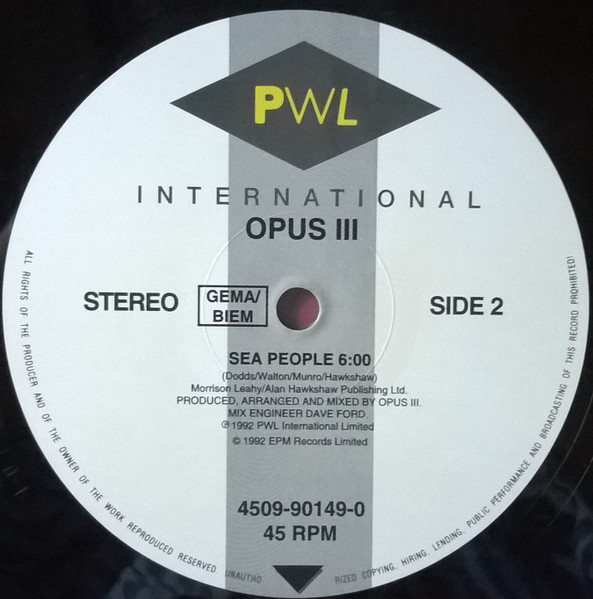 PWL
INTERNATIONAL
OPUS III
STEREO
GEMA/
BIEM
SIDE 2
SEA PEOPLE 6:00
(Dodds/Walton/Munro/Hawkshaw)
Morrison Leahy/Alan Hawkshaw Publishing Ltd.
PRODUCED, ARRANGED AND MIXED BY OPUS III.
MIX ENGINEER DAVE FORD.
℗ 1992 PWL International Limited
© 1992 EPM Records Limited
4509-90149-0
45 RPM
ALL RIGHTS OF THE PRODUCER AND OF THE OWNER OF THE WORK REPRODUCED RESERVED UNAUTHO RIZED COPYING, HIRING, LENDING, PUBLIC PERFORMANCE AND BROADCASTING OF THIS RECORD PROHIBITED!